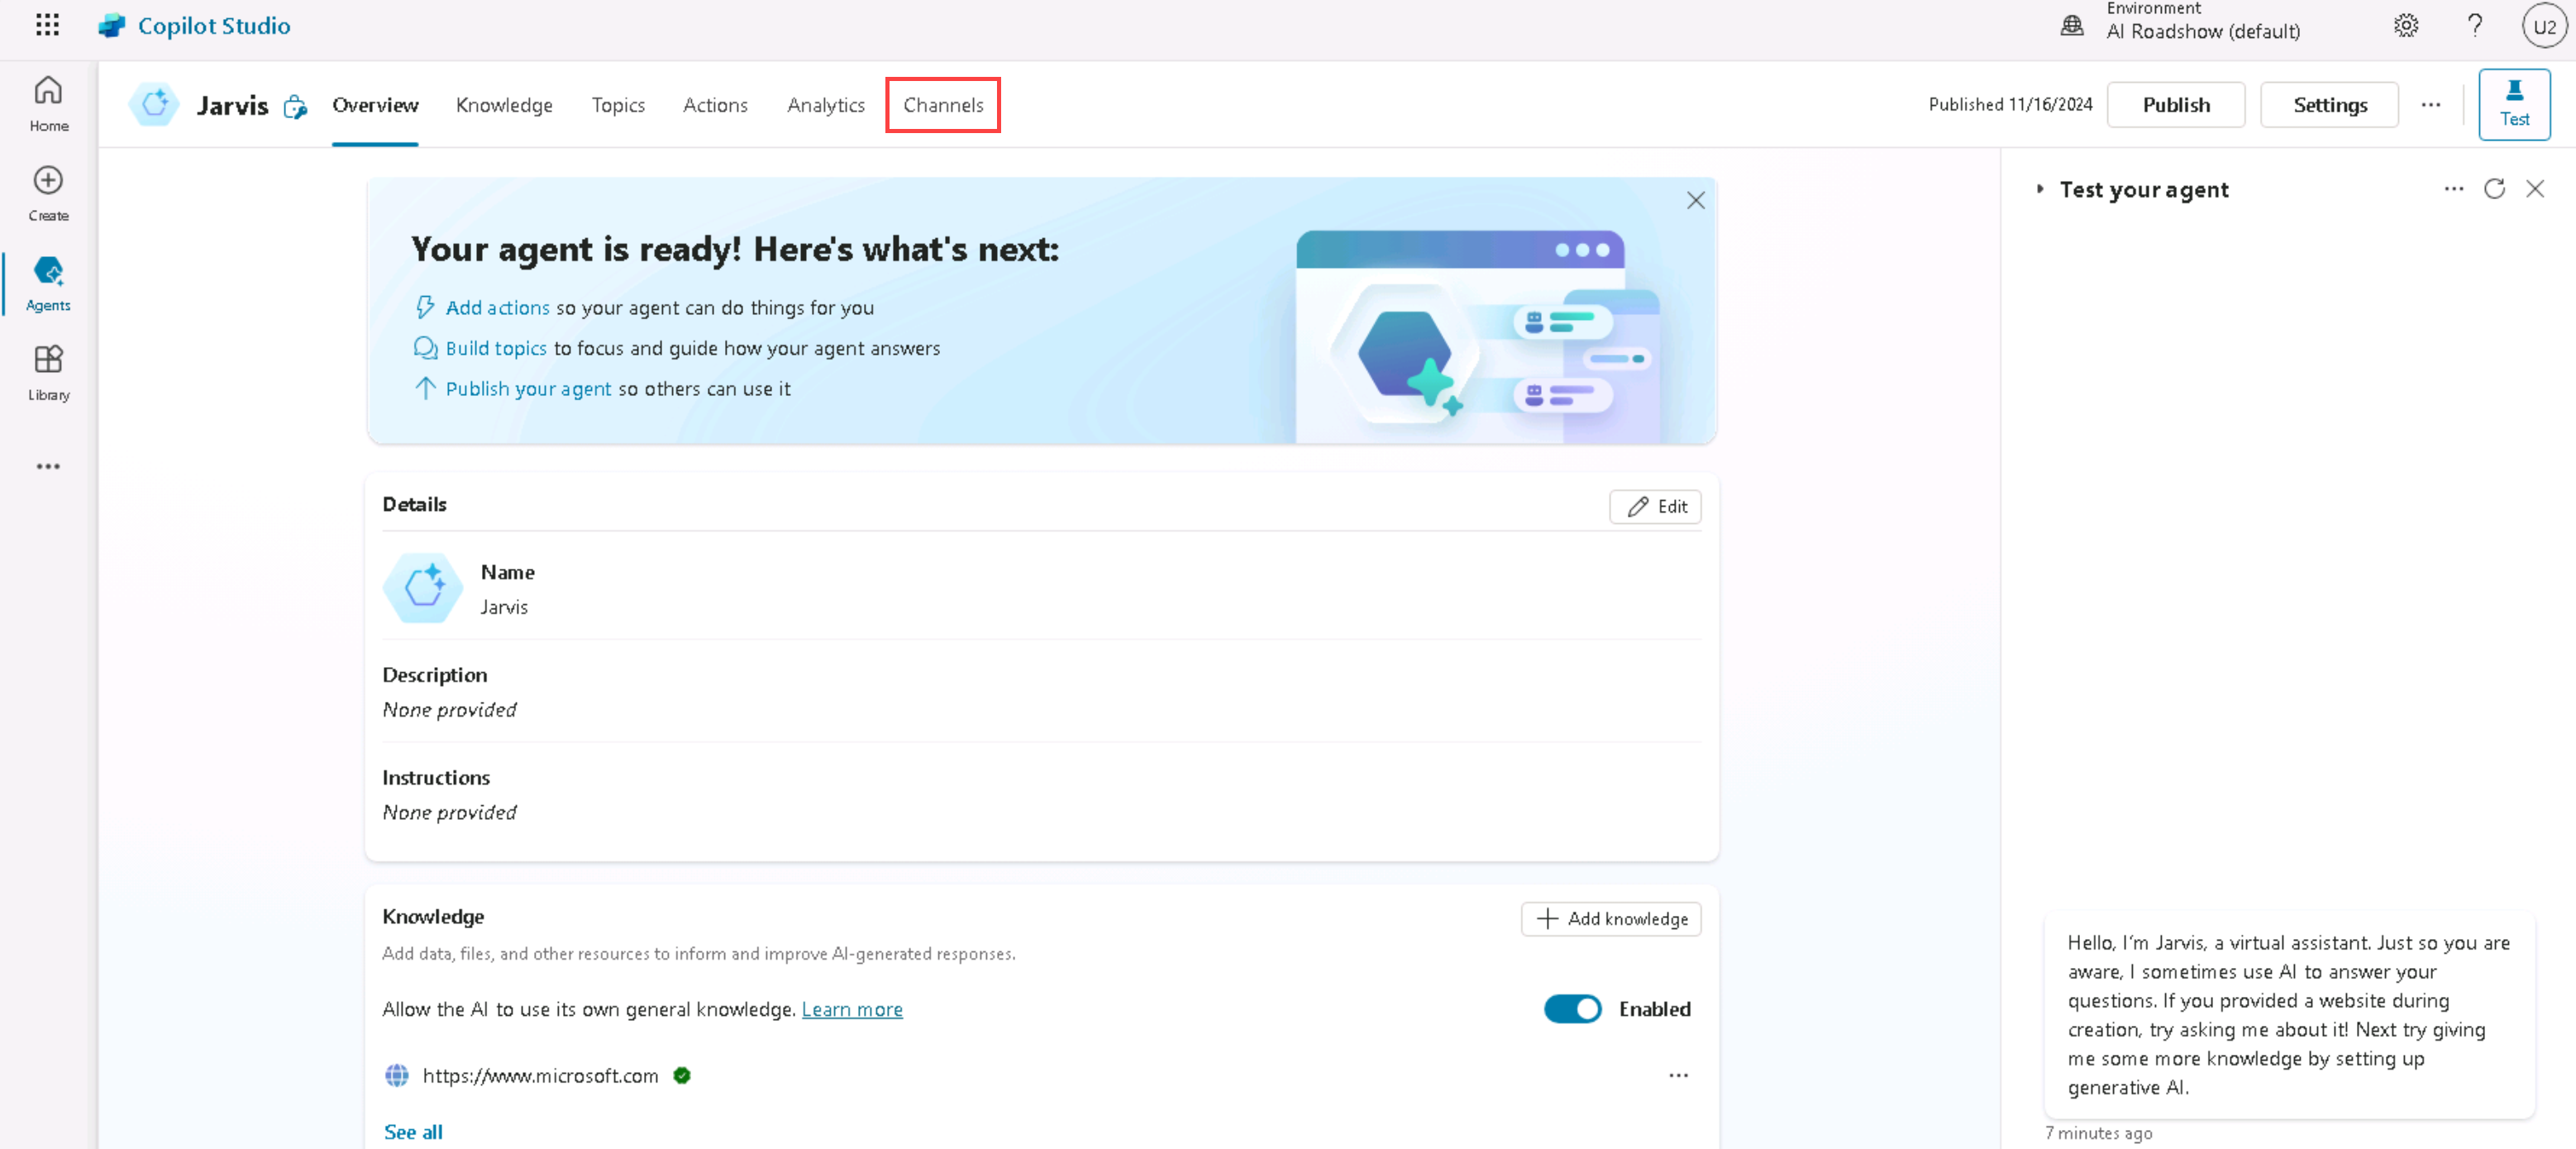 Copilot Studio
Environment
AI Roadshow (default)
U2
Home
Create
Agents
Library
Jarvis
Overview
Knowledge
Topics
Actions
Analytics
Channels
Published 11/16/2024
Publish
Settings
Test
Your agent is ready! Here's what's next:
Add actions so your agent can do things for you
Build topics to focus and guide how your agent answers
Publish your agent so others can use it
Details
Edit
Name
Jarvis
Description
None provided
Instructions
None provided
Knowledge
Add knowledge
Add data, files, and other resources to inform and improve AI-generated responses.
Allow the AI to use its own general knowledge. Learn more
Enabled
https://www.microsoft.com
See all
Test your agent
Hello, I'm Jarvis, a virtual assistant. Just so you are
aware, I sometimes use AI to answer your
questions. If you provided a website during
creation, try asking me about it! Next try giving
me some more knowledge by setting up
generative AI.
7 minutes ago